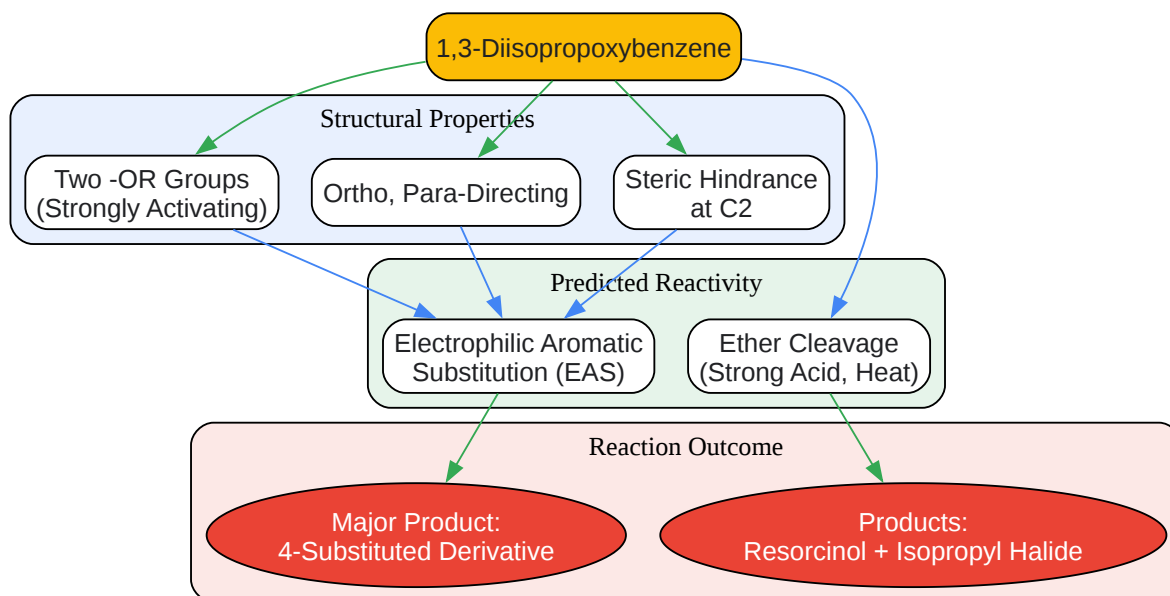 1,3-Diisopropoxybenzene
Structural Properties
Two -OR Groups
(Strongly Activating)
Ortho, Para-Directing
Steric Hindrance
at C2
Predicted Reactivity
Electrophilic Aromatic
Substitution (EAS)
Ether Cleavage
(Strong Acid, Heat)
Reaction Outcome
Major Product:
4-Substituted Derivative
Products:
Resorcinol + Isopropyl Halide